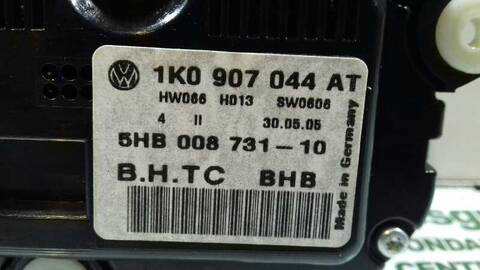 1K0 907 044 AT
HW066 H013 SW0606
4 II 30.05.05
5HB 008 731-10
B.H.TC BHB
Made in Germany